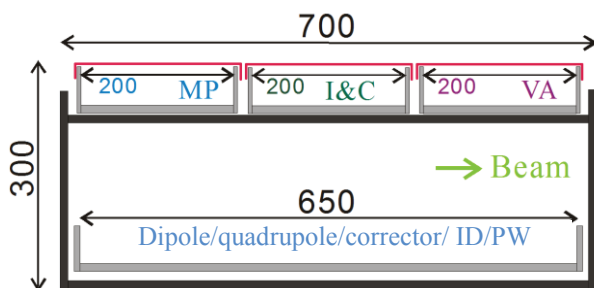 700
200 MP 200 I&C 200 VA
300
Beam
650
Dipole/quadrupole/corrector/ ID/PW